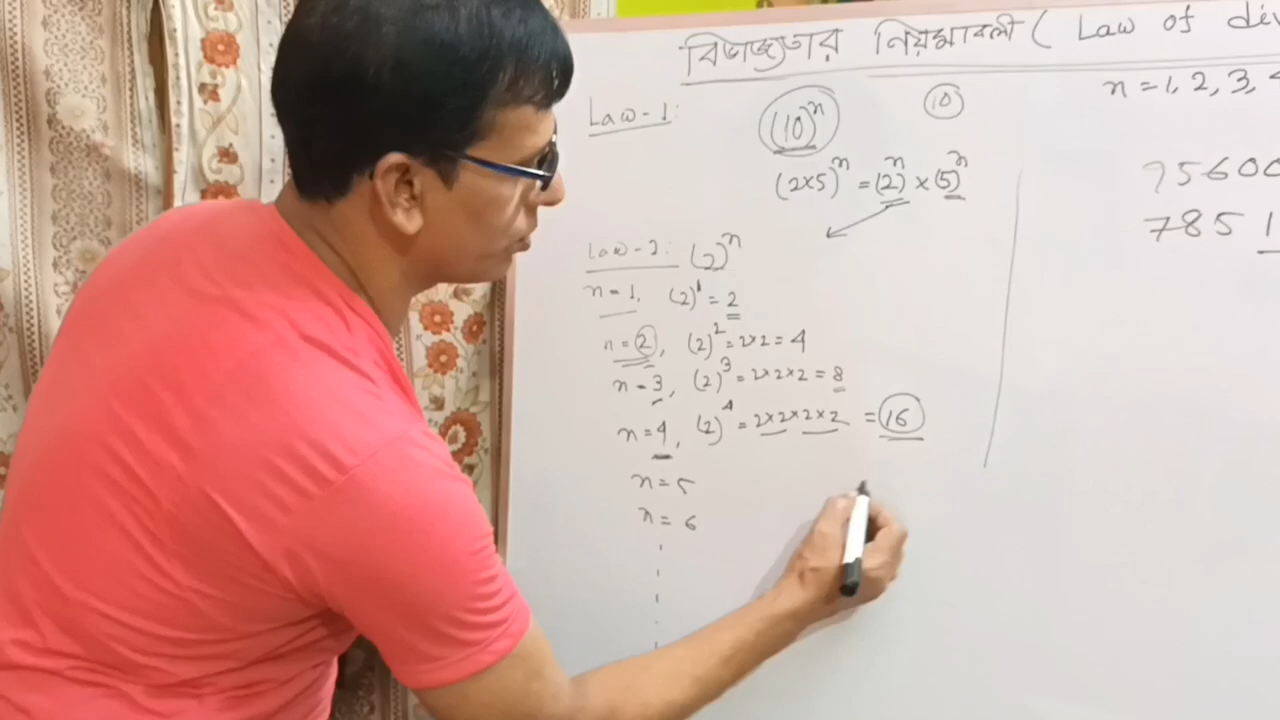 বিভাজ্যতার নিয়মাবলী ( Law of div
Law - 1:
(10)ⁿ
10
n = 1, 2, 3, 4
(2×5)ⁿ = (2)ⁿ × (5)ⁿ
75600
7851
Law - 2: (2)ⁿ
n = 1, (2)¹ = 2
n = 2, (2)² = 2×2 = 4
n = 3, (2)³ = 2×2×2 = 8
n = 4, (2)⁴ = 2×2×2×2 = 16
n = 5
n = 6